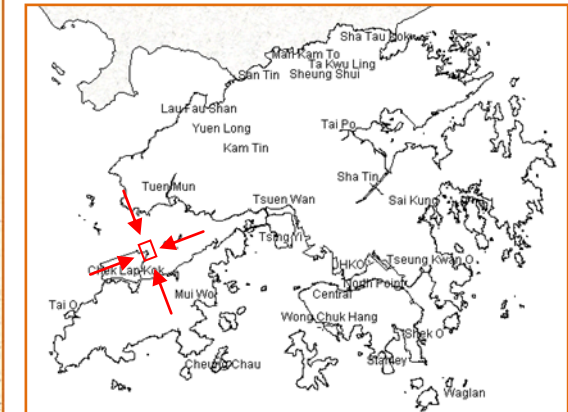 Sha Tau Kok
Man Kam To
Ta Kwu Ling
San Tin
Sheung Shui
Lau Fau Shan
Yuen Long
Tai Po
Kam Tin
Sha Tin
Tuen Mun
Tsuen Wan
Sai Kung
Tsing Yi
HKO
Tseung Kwan O
Chek Lap Kok
North Point
Mui Wo
Central
Tai O
Wong Chuk Hang
Shek O
Cheung Chau
Stanley
Waglan